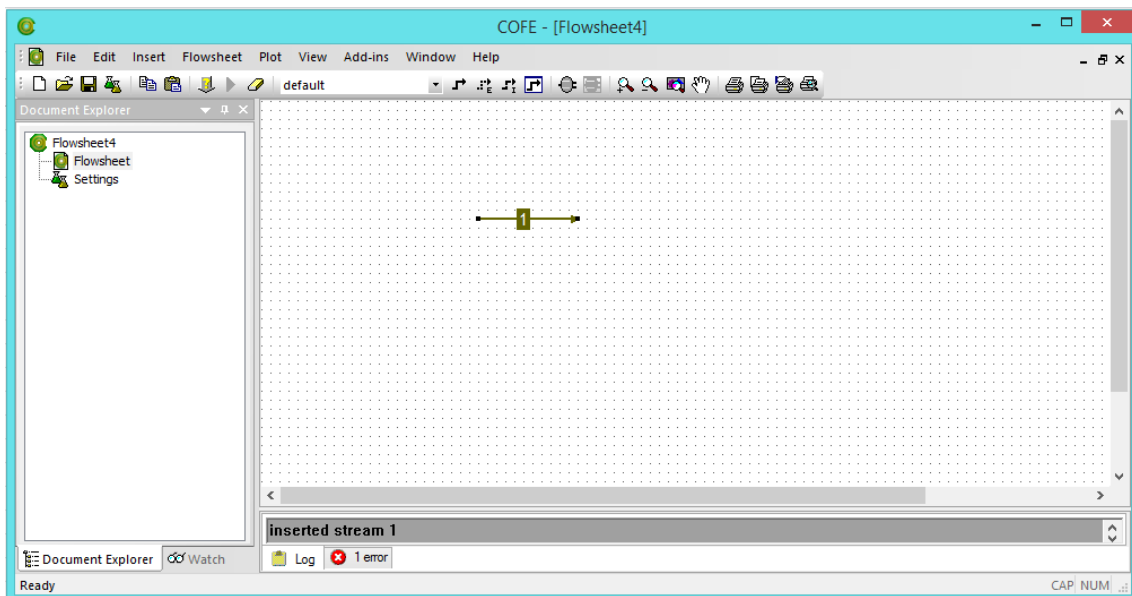 COFE - [Flowsheet4]
File Edit Insert Flowsheet Plot View Add-ins Window Help
default
Document Explorer
Flowsheet4
Flowsheet
Settings
1
inserted stream 1
Log 1 error
Document Explorer Watch
Ready CAP NUM